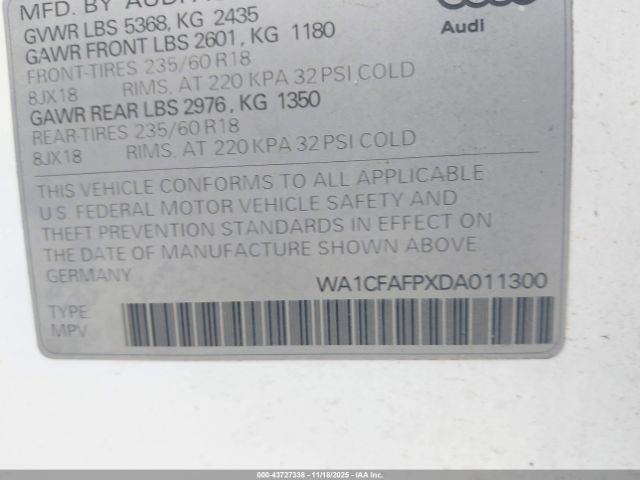 MFD. BY AUDI
GVWR LBS 5368, KG 2435
GAWR FRONT LBS 2601, KG 1180
FRONT-TIRES 235/60 R18
8JX18 RIMS, AT 220 KPA 32 PSI, COLD
GAWR REAR LBS 2976, KG 1350
REAR-TIRES 235/60 R18
8JX18 RIMS, AT 220 KPA 32 PSI COLD
Audi
THIS VEHICLE CONFORMS TO ALL APPLICABLE
U.S. FEDERAL MOTOR VEHICLE SAFETY AND
THEFT PREVENTION STANDARDS IN EFFECT ON
THE DATE OF MANUFACTURE SHOWN ABOVE
GERMANY WA1CFAFPXDA011300
TYPE
MPV
000-43727338 - 11/18/2025 - IAAI.COM